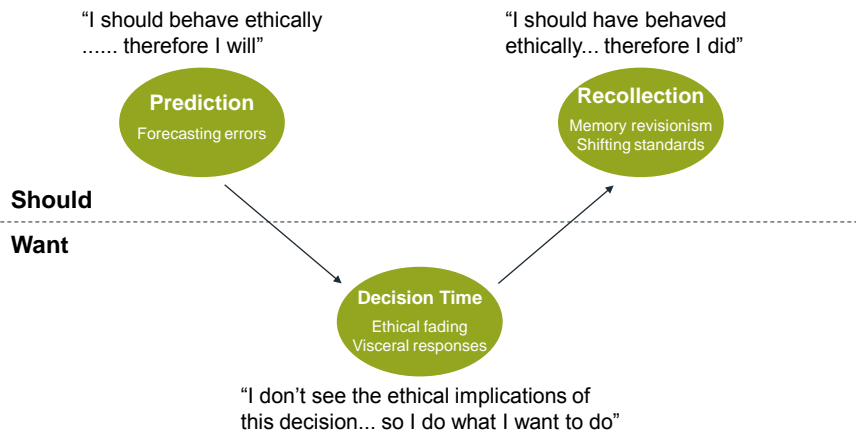 “I should behave ethically
...... therefore I will”
“I should have behaved
ethically... therefore I did”
Prediction
Forecasting errors
Recollection
Memory revisionism
Shifting standards
Should
Want
Decision Time
Ethical fading
Visceral responses
“I don’t see the ethical implications of
this decision... so I do what I want to do”